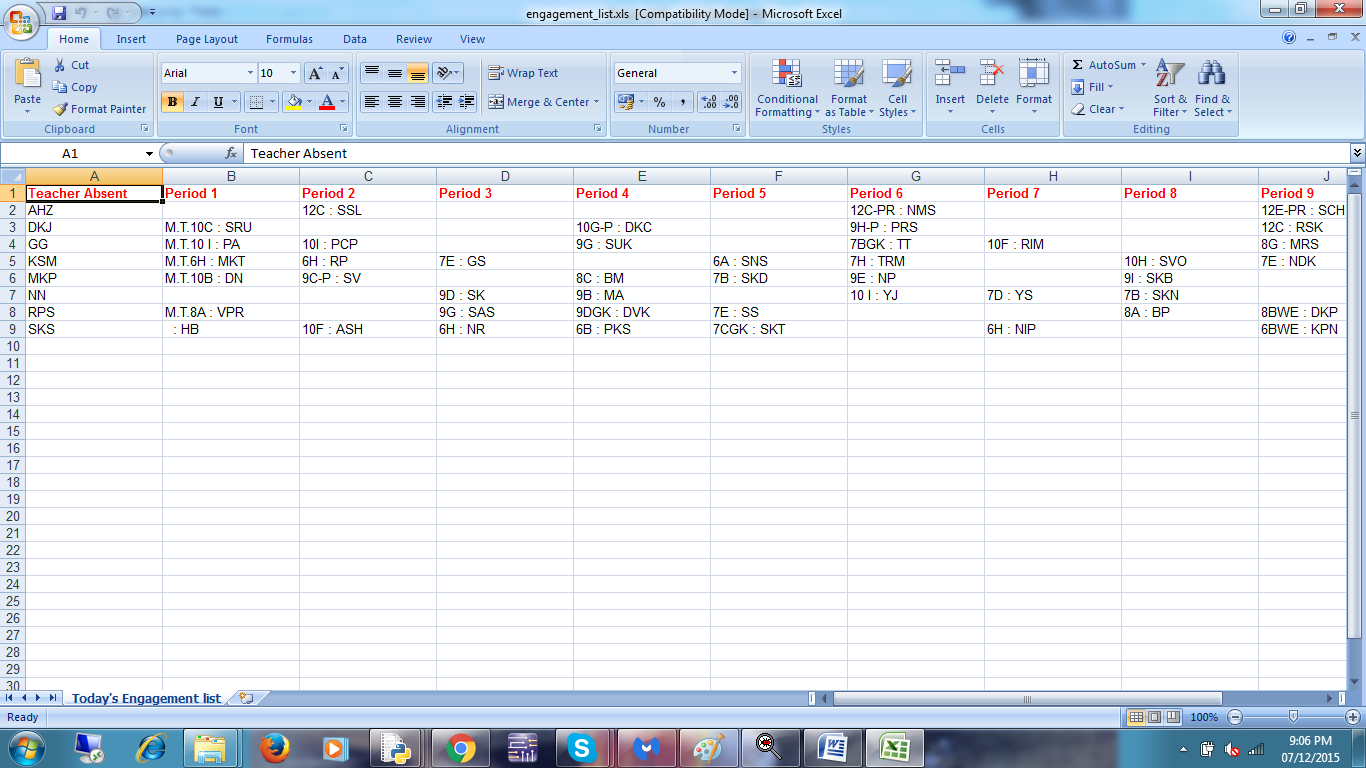 engagement_list.xls [Compatibility Mode] - Microsoft Excel
Home Insert Page Layout Formulas Data Review View
Paste Cut Copy Format Painter Clipboard
Arial 10 A A B I U A Font
Wrap Text Merge & Center Alignment
General % , .0 .00 .00 .0 Number
Conditional Formatting Format as Table Cell Styles Styles
Insert Delete Format Cells
Σ AutoSum Fill Clear Sort & Filter Find & Select Editing
A1 fx Teacher Absent
A B C D E F G H I J
1 Teacher Absent Period 1 Period 2 Period 3 Period 4 Period 5 Period 6 Period 7 Period 8 Period 9
2 AHZ 12C : SSL 12C-PR : NMS 12E-PR : SCH
3 DKJ M.T.10C : SRU 10G-P : DKC 9H-P : PRS 12C : RSK
4 GG M.T.10 I : PA 10I : PCP 9G : SUK 7BGK : TT 10F : RIM 8G : MRS
5 KSM M.T.6H : MKT 6H : RP 7E : GS 6A : SNS 7H : TRM 10H : SVO 7E : NDK
6 MKP M.T.10B : DN 9C-P : SV 8C : BM 7B : SKD 9E : NP 9I : SKB
7 NN 9D : SK 9B : MA 10 I : YJ 7D : YS 7B : SKN
8 RPS M.T.8A : VPR 9G : SAS 9DGK : DVK 7E : SS 8A : BP 8BWE : DKP
9 SKS : HB 10F : ASH 6H : NR 6B : PKS 7CGK : SKT 6H : NIP 6BWE : KPN
10
11
12
13
14
15
16
17
18
19
20
21
22
23
24
25
26
27
28
29
30
Today's Engagement list
Ready 100%
9:06 PM
07/12/2015